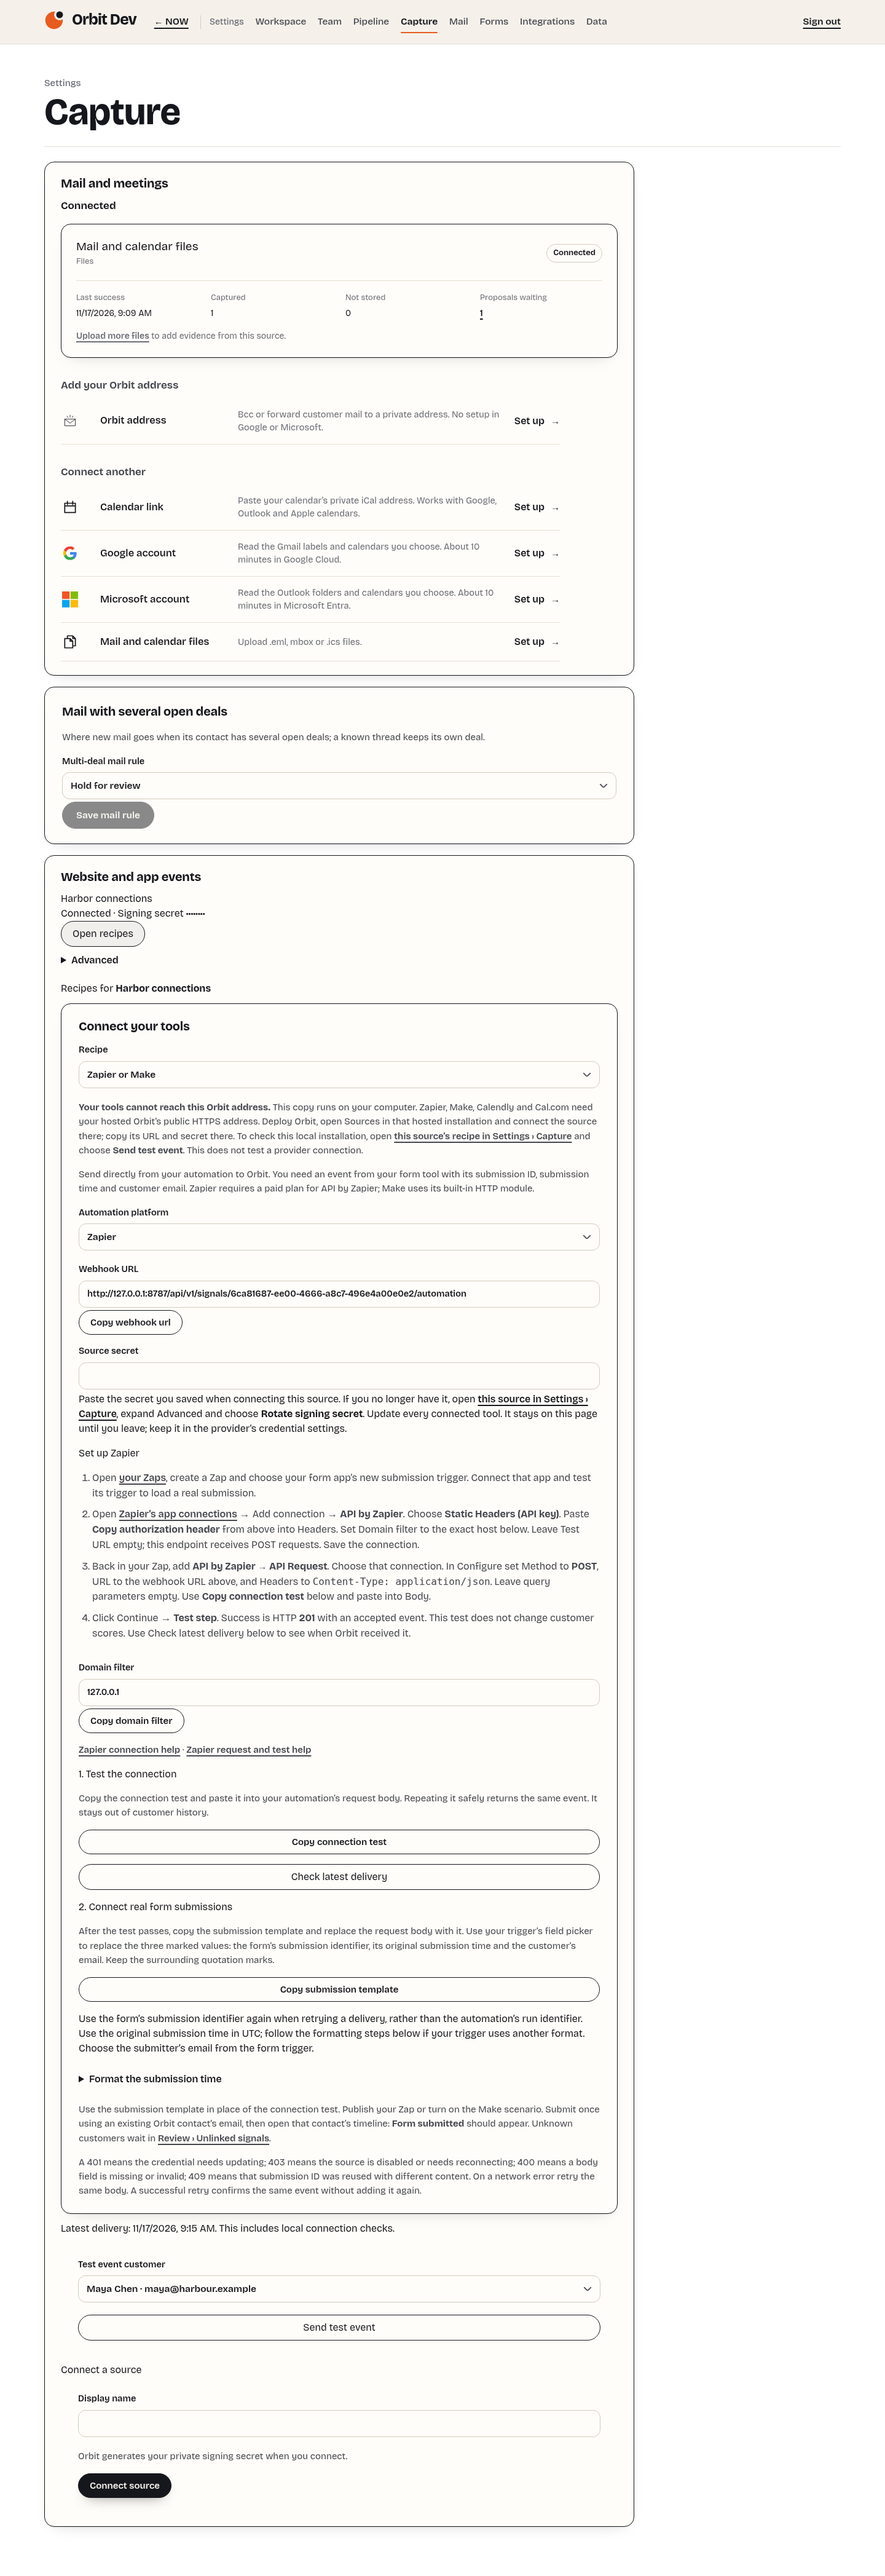 Orbit Dev
← NOW
Settings
Workspace
Team
Pipeline
Capture
Mail
Forms
Integrations
Data
Sign out
Settings
Capture
Mail and meetings
Connected
Mail and calendar files
Files
Connected
Last success
Captured
Not stored
Proposals waiting
11/17/2026, 9:09 AM
1
0
1
Upload more files to add evidence from this source.
Add your Orbit address
Orbit address
Bcc or forward customer mail to a private address. No setup in
Google or Microsoft.
Set up →
Connect another
Calendar link
Paste your calendar's private iCal address. Works with Google,
Outlook and Apple calendars.
Set up →
Google account
Read the Gmail labels and calendars you choose. About 10
minutes in Google Cloud.
Set up →
Microsoft account
Read the Outlook folders and calendars you choose. About 10
minutes in Microsoft Entra.
Set up →
Mail and calendar files
Upload .eml, mbox or .ics files.
Set up →
Mail with several open deals
Where new mail goes when its contact has several open deals; a known thread keeps its own deal.
Multi-deal mail rule
Hold for review
Save mail rule
Website and app events
Harbor connections
Connected · Signing secret ••••••••
Open recipes
▶ Advanced
Recipes for Harbor connections
Connect your tools
Recipe
Zapier or Make
Your tools cannot reach this Orbit address. This copy runs on your computer. Zapier, Make, Calendly and Cal.com need
your hosted Orbit's public HTTPS address. Deploy Orbit, open Sources in that hosted installation and connect the source
there; copy its URL and secret there. To check this local installation, open this source's recipe in Settings › Capture and
choose Send test event. This does not test a provider connection.
Send directly from your automation to Orbit. You need an event from your form tool with its submission ID, submission
time and customer email. Zapier requires a paid plan for API by Zapier; Make uses its built-in HTTP module.
Automation platform
Zapier
Webhook URL
http://127.0.0.1:8787/api/v1/signals/6ca81687-ee00-4666-a8c7-496e4a00e0e2/automation
Copy webhook url
Source secret
Paste the secret you saved when connecting this source. If you no longer have it, open this source in Settings ›
Capture, expand Advanced and choose Rotate signing secret. Update every connected tool. It stays on this page
until you leave; keep it in the provider's credential settings.
Set up Zapier
1. Open your Zaps, create a Zap and choose your form app's new submission trigger. Connect that app and test
its trigger to load a real submission.
2. Open Zapier's app connections → Add connection → API by Zapier. Choose Static Headers (API key). Paste
Copy authorization header from above into Headers. Set Domain filter to the exact host below. Leave Test
URL empty; this endpoint receives POST requests. Save the connection.
3. Back in your Zap, add API by Zapier → API Request. Choose that connection. In Configure set Method to POST,
URL to the webhook URL above, and Headers to Content-Type: application/json. Leave query
parameters empty. Use Copy connection test below and paste into Body.
4. Click Continue → Test step. Success is HTTP 201 with an accepted event. This test does not change customer
scores. Use Check latest delivery below to see when Orbit received it.
Domain filter
127.0.0.1
Copy domain filter
Zapier connection help · Zapier request and test help
1. Test the connection
Copy the connection test and paste it into your automation's request body. Repeating it safely returns the same event. It
stays out of customer history.
Copy connection test
Check latest delivery
2. Connect real form submissions
After the test passes, copy the submission template and replace the request body with it. Use your trigger's field picker
to replace the three marked values: the form's submission identifier, its original submission time and the customer's
email. Keep the surrounding quotation marks.
Copy submission template
Use the form's submission identifier again when retrying a delivery, rather than the automation's run identifier.
Use the original submission time in UTC; follow the formatting steps below if your trigger uses another format.
Choose the submitter's email from the form trigger.
▶ Format the submission time
Use the submission template in place of the connection test. Publish your Zap or turn on the Make scenario. Submit once
using an existing Orbit contact's email, then open that contact's timeline: Form submitted should appear. Unknown
customers wait in Review › Unlinked signals.
A 401 means the credential needs updating; 403 means the source is disabled or needs reconnecting; 400 means a body
field is missing or invalid; 409 means that submission ID was reused with different content. On a network error retry the
same body. A successful retry confirms the same event without adding it again.
Latest delivery: 11/17/2026, 9:15 AM. This includes local connection checks.
Test event customer
Maya Chen · maya@harbour.example
Send test event
Connect a source
Display name
Orbit generates your private signing secret when you connect.
Connect source